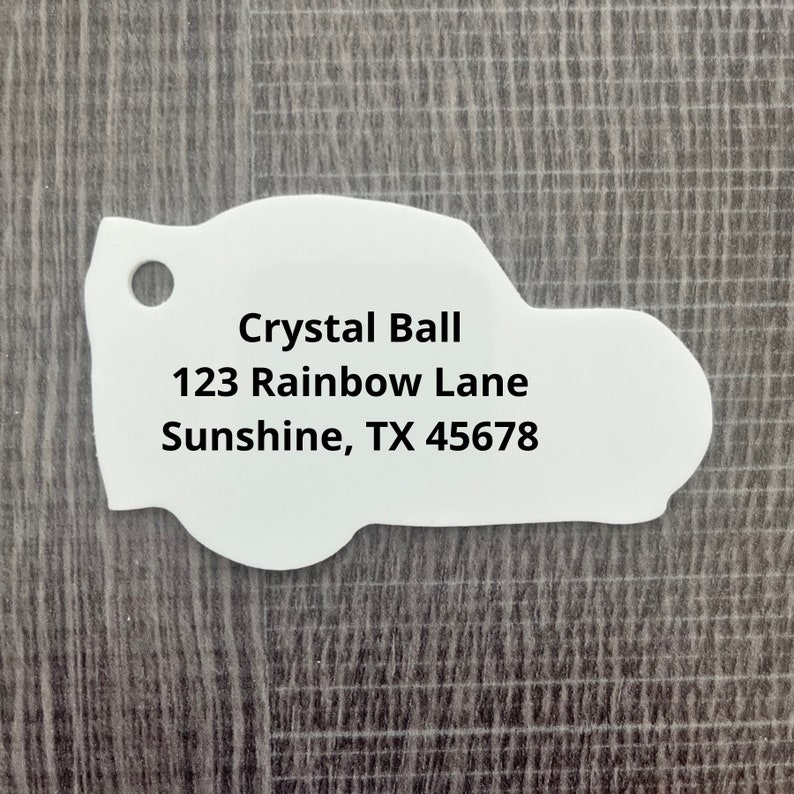 Crystal Ball
123 Rainbow Lane
Sunshine, TX 45678